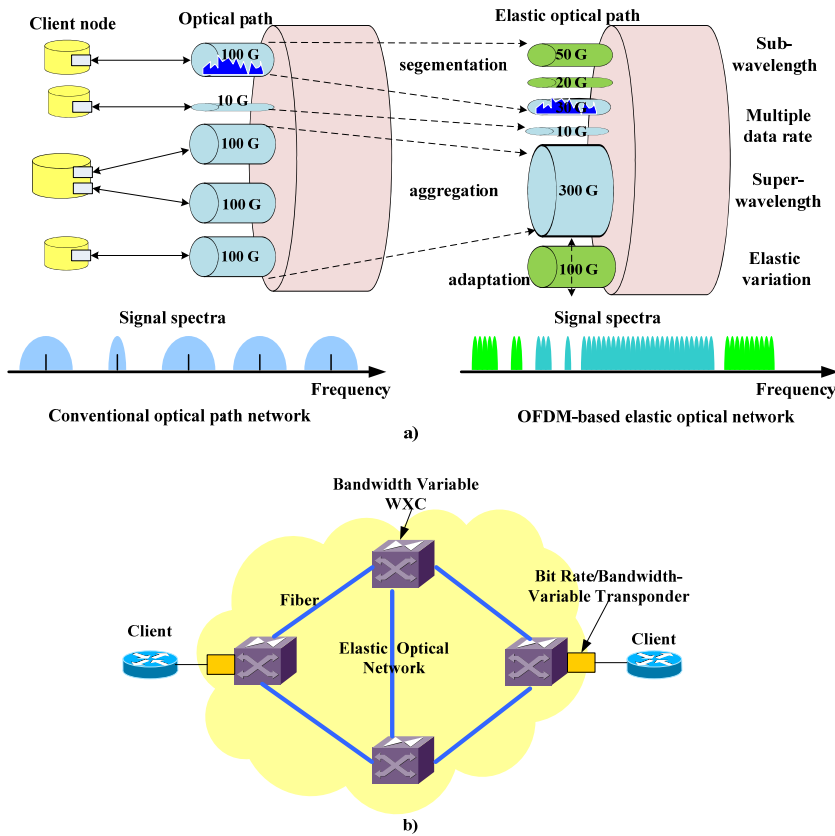 Client node
Optical path
Elastic optical path
100 G
10 G
100 G
100 G
100 G
segementation
aggregation
adaptation
50 G
20 G
10 G
300 G
100 G
Sub-
wavelength
Multiple
data rate
Super-
wavelength
Elastic
variation
Signal spectra
Frequency
Conventional optical path network
Signal spectra
Frequency
OFDM-based elastic optical network
a)
Bandwidth Variable
WXC
Fiber
Bit Rate/Bandwidth-
Variable Transponder
Client
Elastic Optical
Network
Client
b)